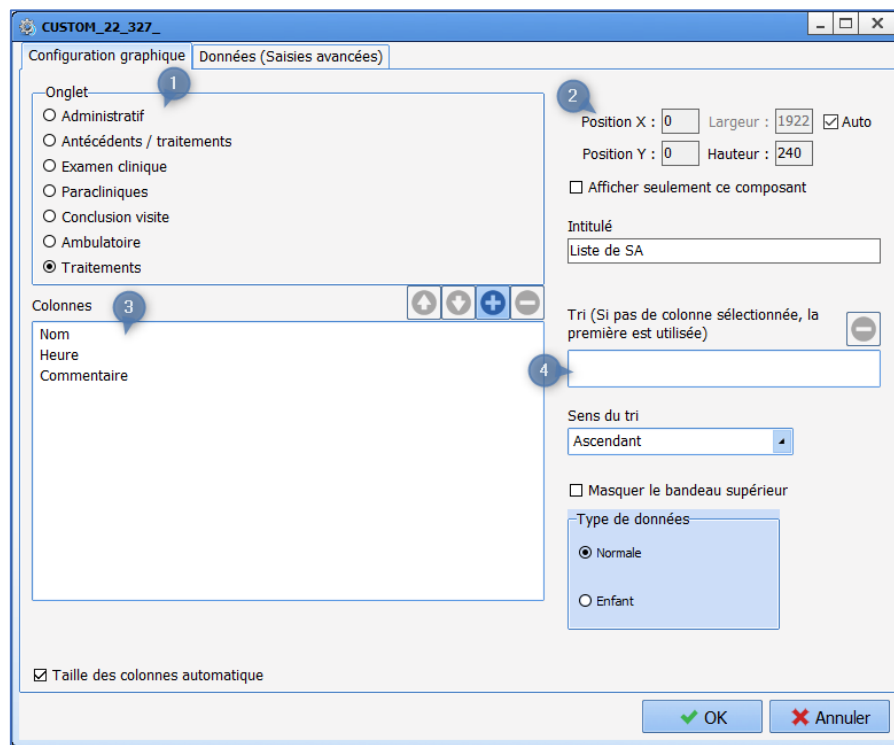 CUSTOM_22_327_
Configuration graphique
Données (Saisies avancées)
1
Onglet
Administratif
Antécédents / traitements
Examen clinique
Paracliniques
Conclusion visite
Ambulatoire
Traitements
2
Position X : 0 Largeur : 1922 Auto
Position Y : 0 Hauteur : 240
Afficher seulement ce composant
Intitulé
Liste de SA
Colonnes
3
Nom
Heure
Commentaire
Tri (Si pas de colonne sélectionnée, la
première est utilisée)
4
Sens du tri
Ascendant
Masquer le bandeau supérieur
Type de données
Normale
Enfant
Taille des colonnes automatique
OK
Annuler